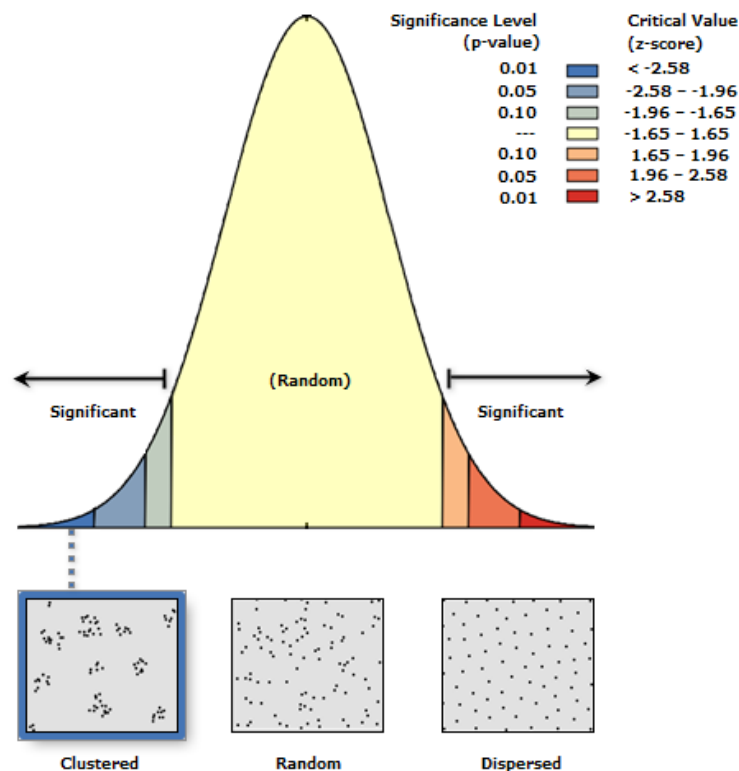 Significance Level Critical Value
(p-value) (z-score)
0.01 < -2.58
0.05 -2.58 – -1.96
0.10 -1.96 – -1.65
--- -1.65 – 1.65
0.10 1.65 – 1.96
0.05 1.96 – 2.58
0.01 > 2.58
(Random)
Significant Significant
Clustered Random Dispersed